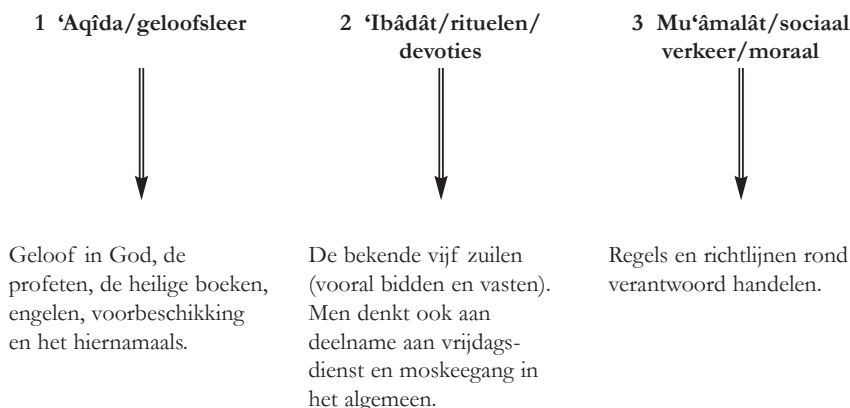 1 ‘Aqîda/geloofsleer
2 ‘Ibâdât/rituelen/
devoties
3 Mu‘âmalât/sociaal
verkeer/moraal
Geloof in God, de
profeten, de heilige boeken,
engelen, voorbeschikking
en het hiernamaals.
De bekende vijf zuilen
(vooral bidden en vasten).
Men denkt ook aan
deelname aan vrijdags-
dienst en moskeegang in
het algemeen.
Regels en richtlijnen rond
verantwoord handelen.